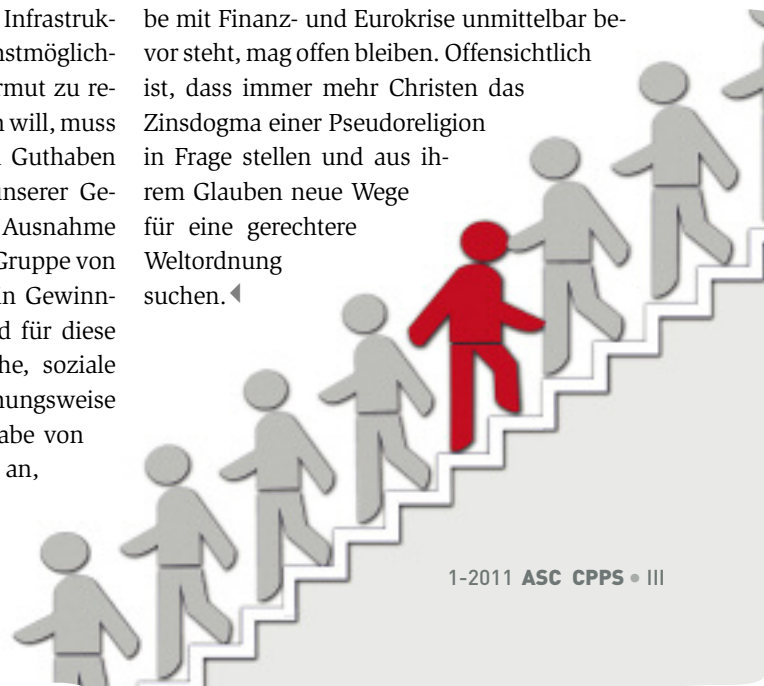 Infrastruk-
nstmöglich-
rmut zu re-
n will, muss
Guthaben
unserer Ge-
Ausnahme
Gruppe von
in Gewinn-
d für diese
he, soziale
nungsweise
abe von
an,
be mit Finanz- und Eurokrise unmittelbar be-
vor steht, mag offen bleiben. Offensichtlich
ist, dass immer mehr Christen das
Zinsdogma einer Pseudoreligion
in Frage stellen und aus ih-
rem Glauben neue Wege
für eine gerechtere
Weltordnung
suchen.
1-2011 ASC CPPS • III